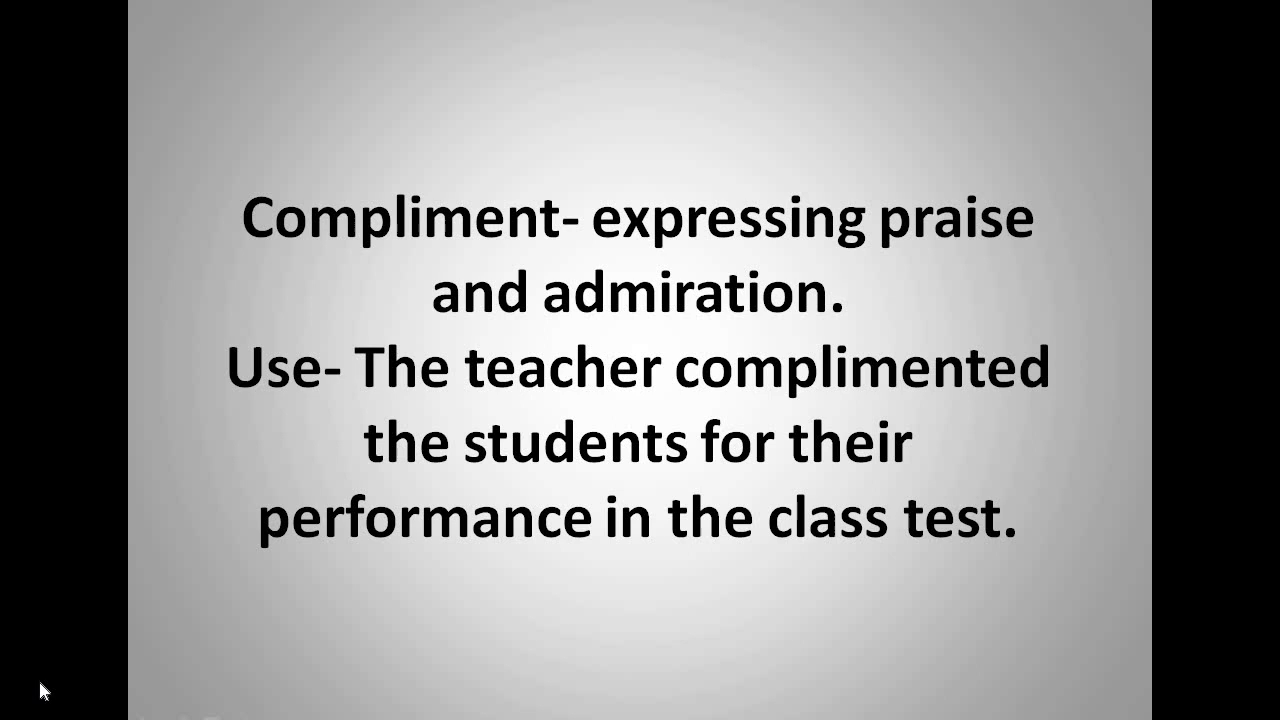 Compliment- expressing praise
and admiration.
Use- The teacher complimented
the students for their
performance in the class test.